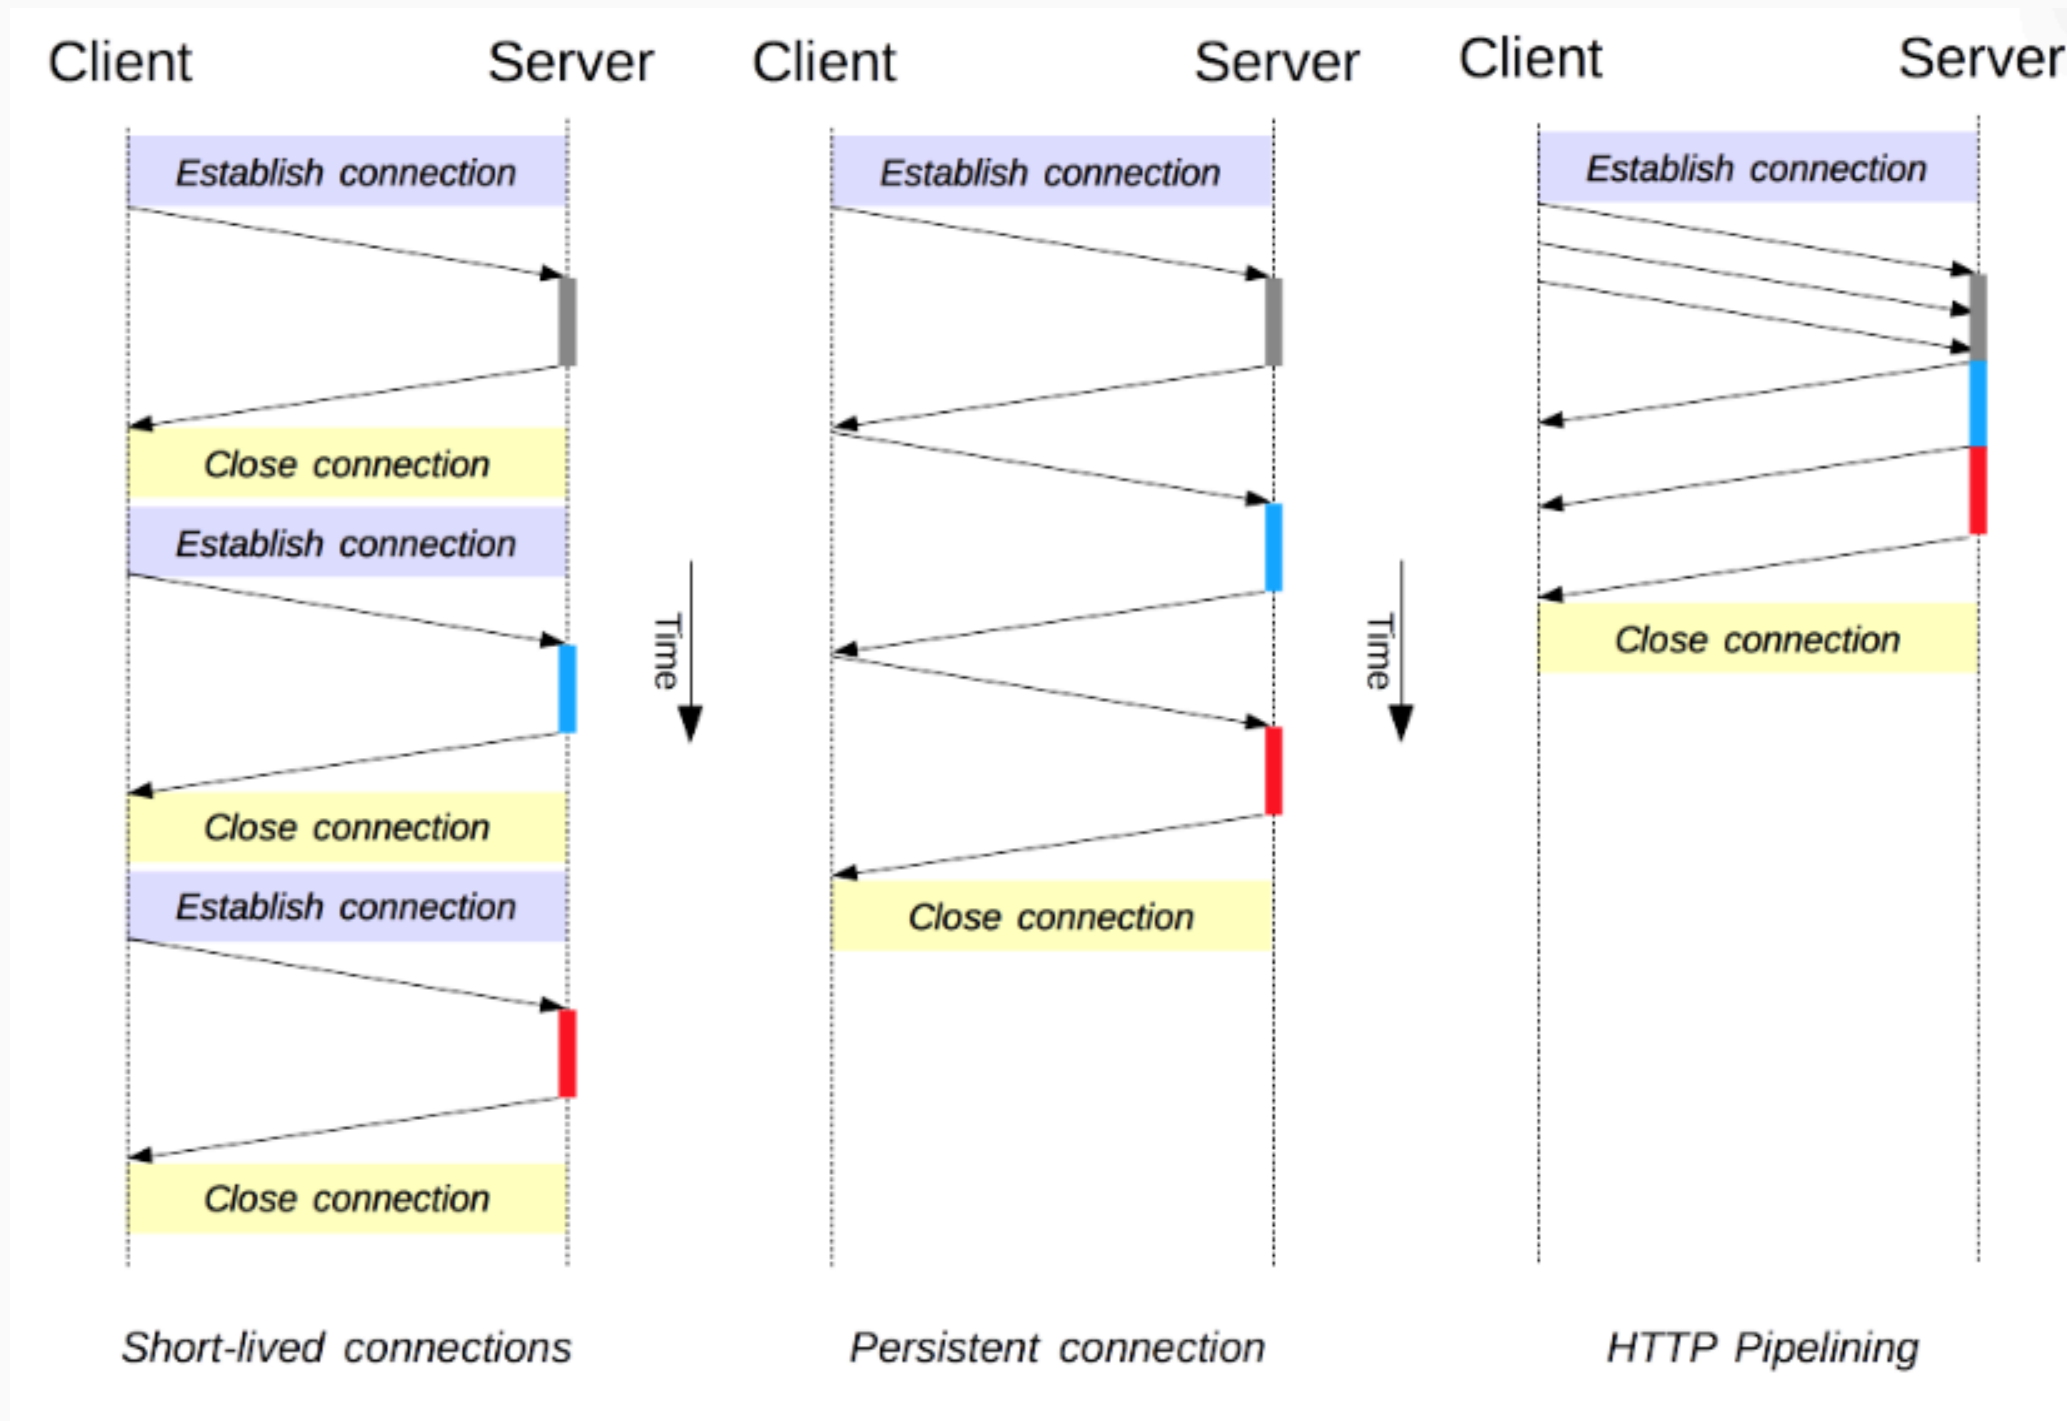 Client
Server
Establish connection
Close connection
Establish connection
Close connection
Establish connection
Close connection
Short-lived connections
Time
Client
Server
Establish connection
Close connection
Persistent connection
Time
Client
Server
Establish connection
Close connection
HTTP Pipelining